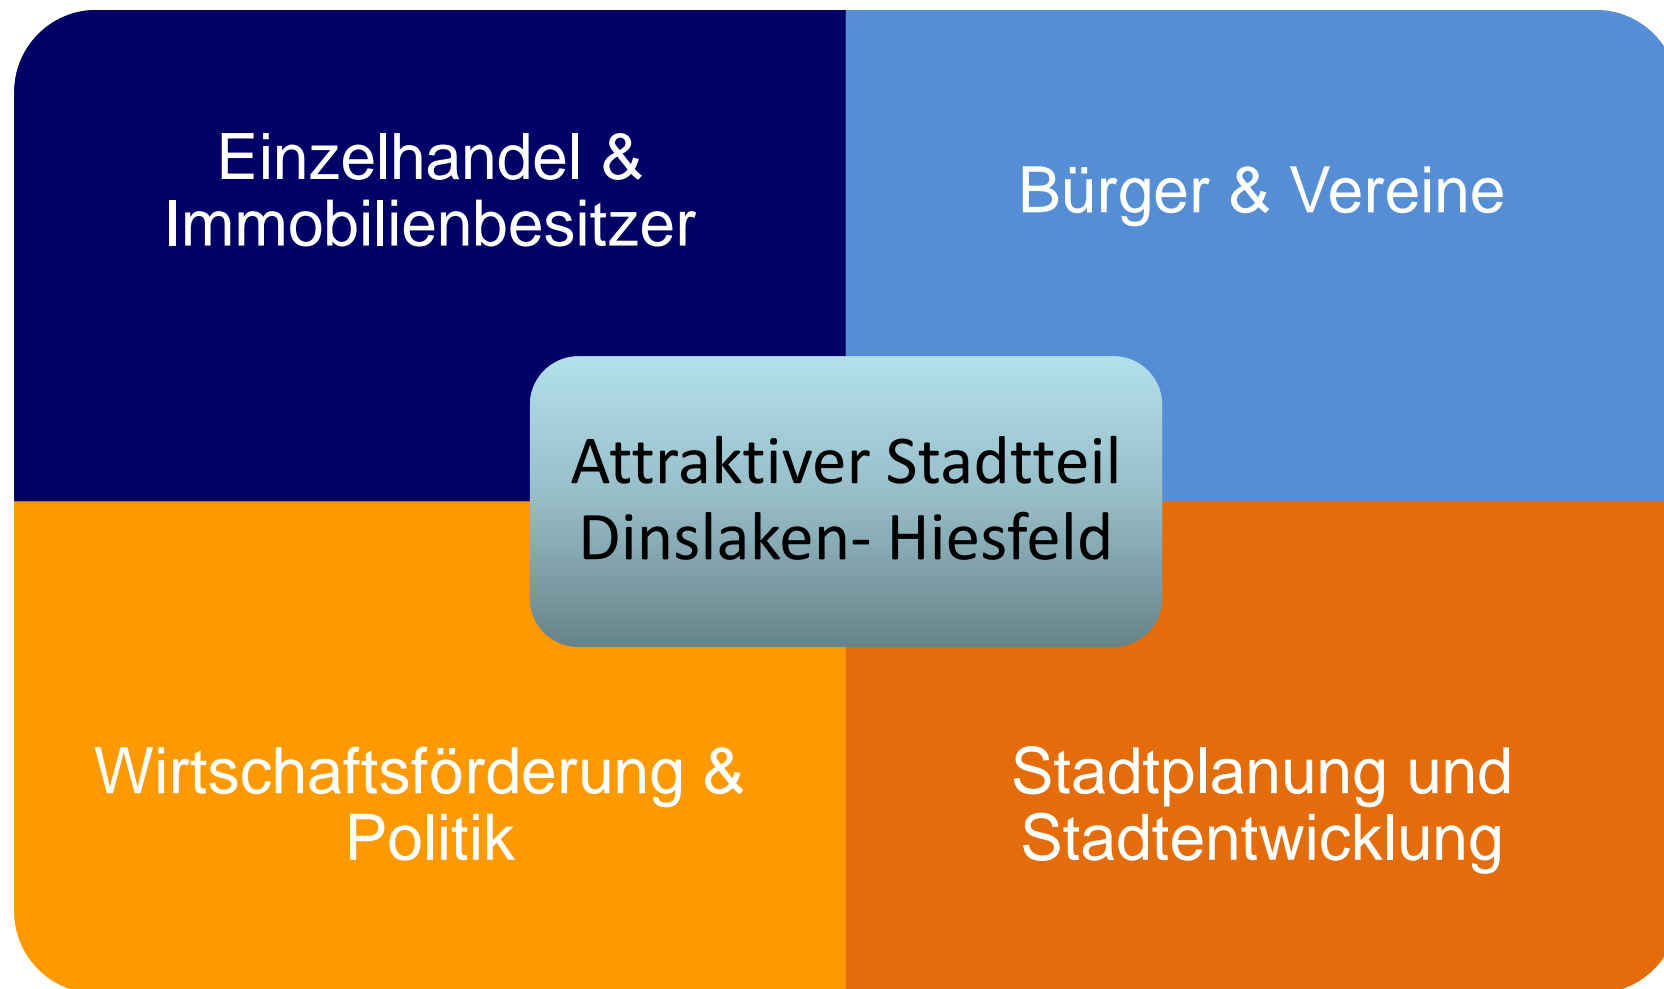 Einzelhandel &
Immobilienbesitzer
Bürger & Vereine
Attraktiver Stadtteil
Dinslaken- Hiesfeld
Wirtschaftsförderung &
Politik
Stadtplanung und
Stadtentwicklung